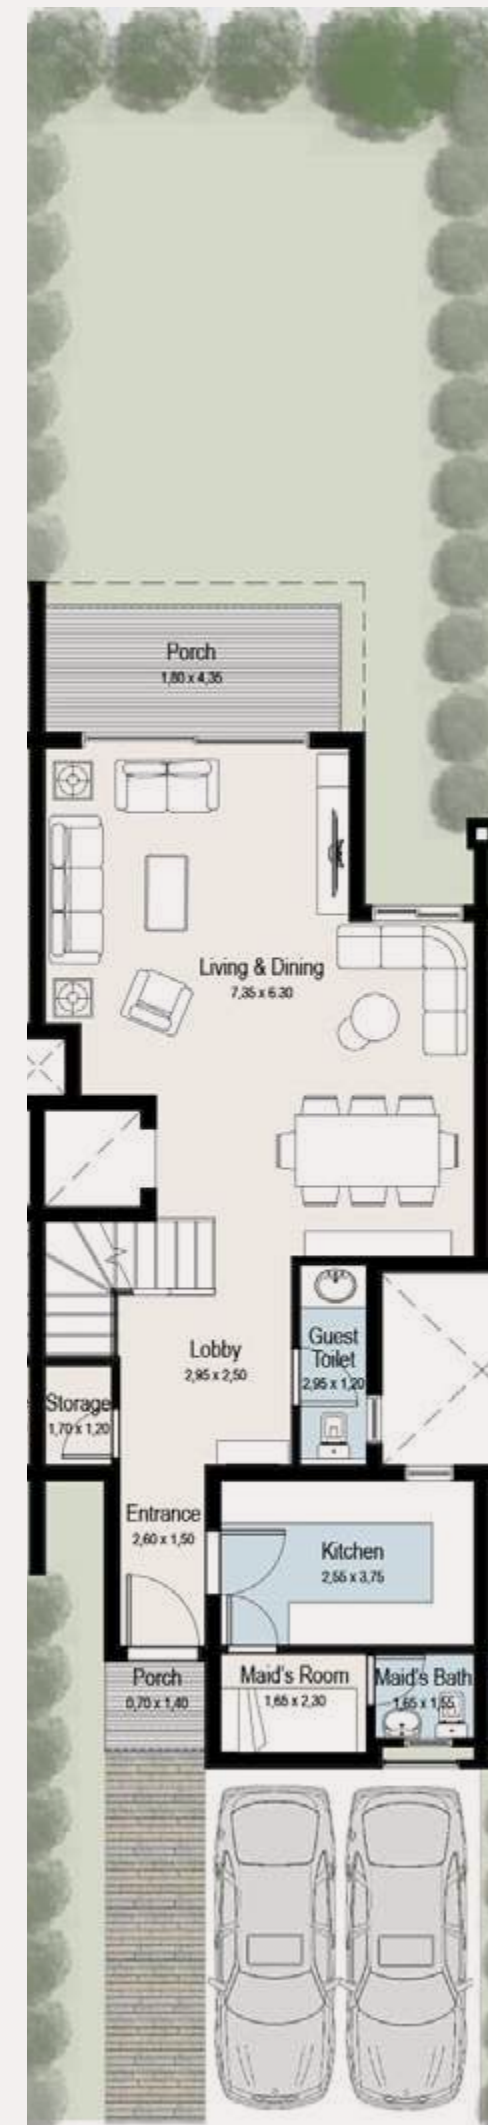 Porch
1,80 x 4,35
Living & Dining
7,35 x 6.30
Lobby
2,95 x 2,50
Guest
Toilet
2,95 x 1,20
Storage
1,70 x 1,20
Entrance
2,60 x 1,50
Kitchen
2,55 x 3,75
Porch
0,70 x 1,40
Maid's Room
1,65 x 2,30
Maid's Bath
1,65 x 1,55